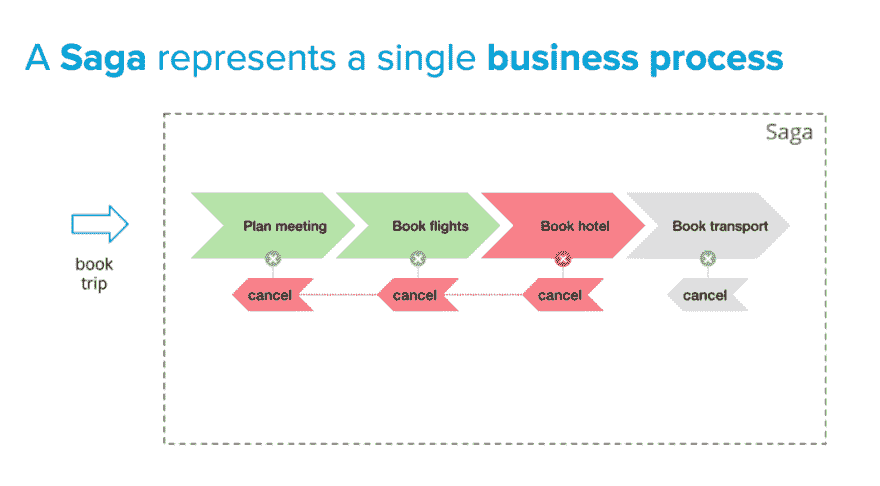 A Saga represents a single business process
Saga
book
trip
Plan meeting
Book flights
Book hotel
Book transport
cancel
cancel
cancel
cancel